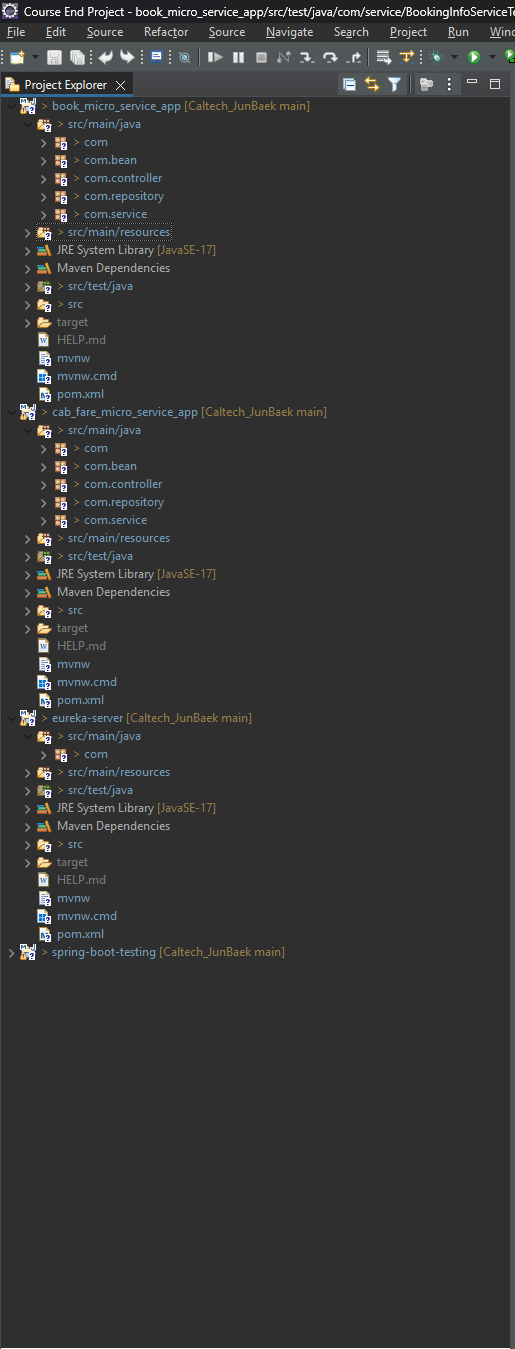 Course End Project - book_micro_service_app/src/test/java/com/service/BookingInfoServiceTe
File Edit Source Refactor Source Navigate Search Project Run Wind
Project Explorer
> book_micro_service_app [Caltech_JunBaek main]
> src/main/java
> com
> com.bean
> com.controller
> com.repository
> com.service
> src/main/resources
JRE System Library [JavaSE-17]
Maven Dependencies
> src/test/java
> src
target
HELP.md
mvnw
mvnw.cmd
pom.xml
> cab_fare_micro_service_app [Caltech_JunBaek main]
> src/main/java
> com
> com.bean
> com.controller
> com.repository
> com.service
> src/main/resources
> src/test/java
JRE System Library [JavaSE-17]
Maven Dependencies
> src
target
HELP.md
mvnw
mvnw.cmd
pom.xml
> eureka-server [Caltech_JunBaek main]
> src/main/java
> com
> src/main/resources
> src/test/java
JRE System Library [JavaSE-17]
Maven Dependencies
> src
target
HELP.md
mvnw
mvnw.cmd
pom.xml
> spring-boot-testing [Caltech_JunBaek main]